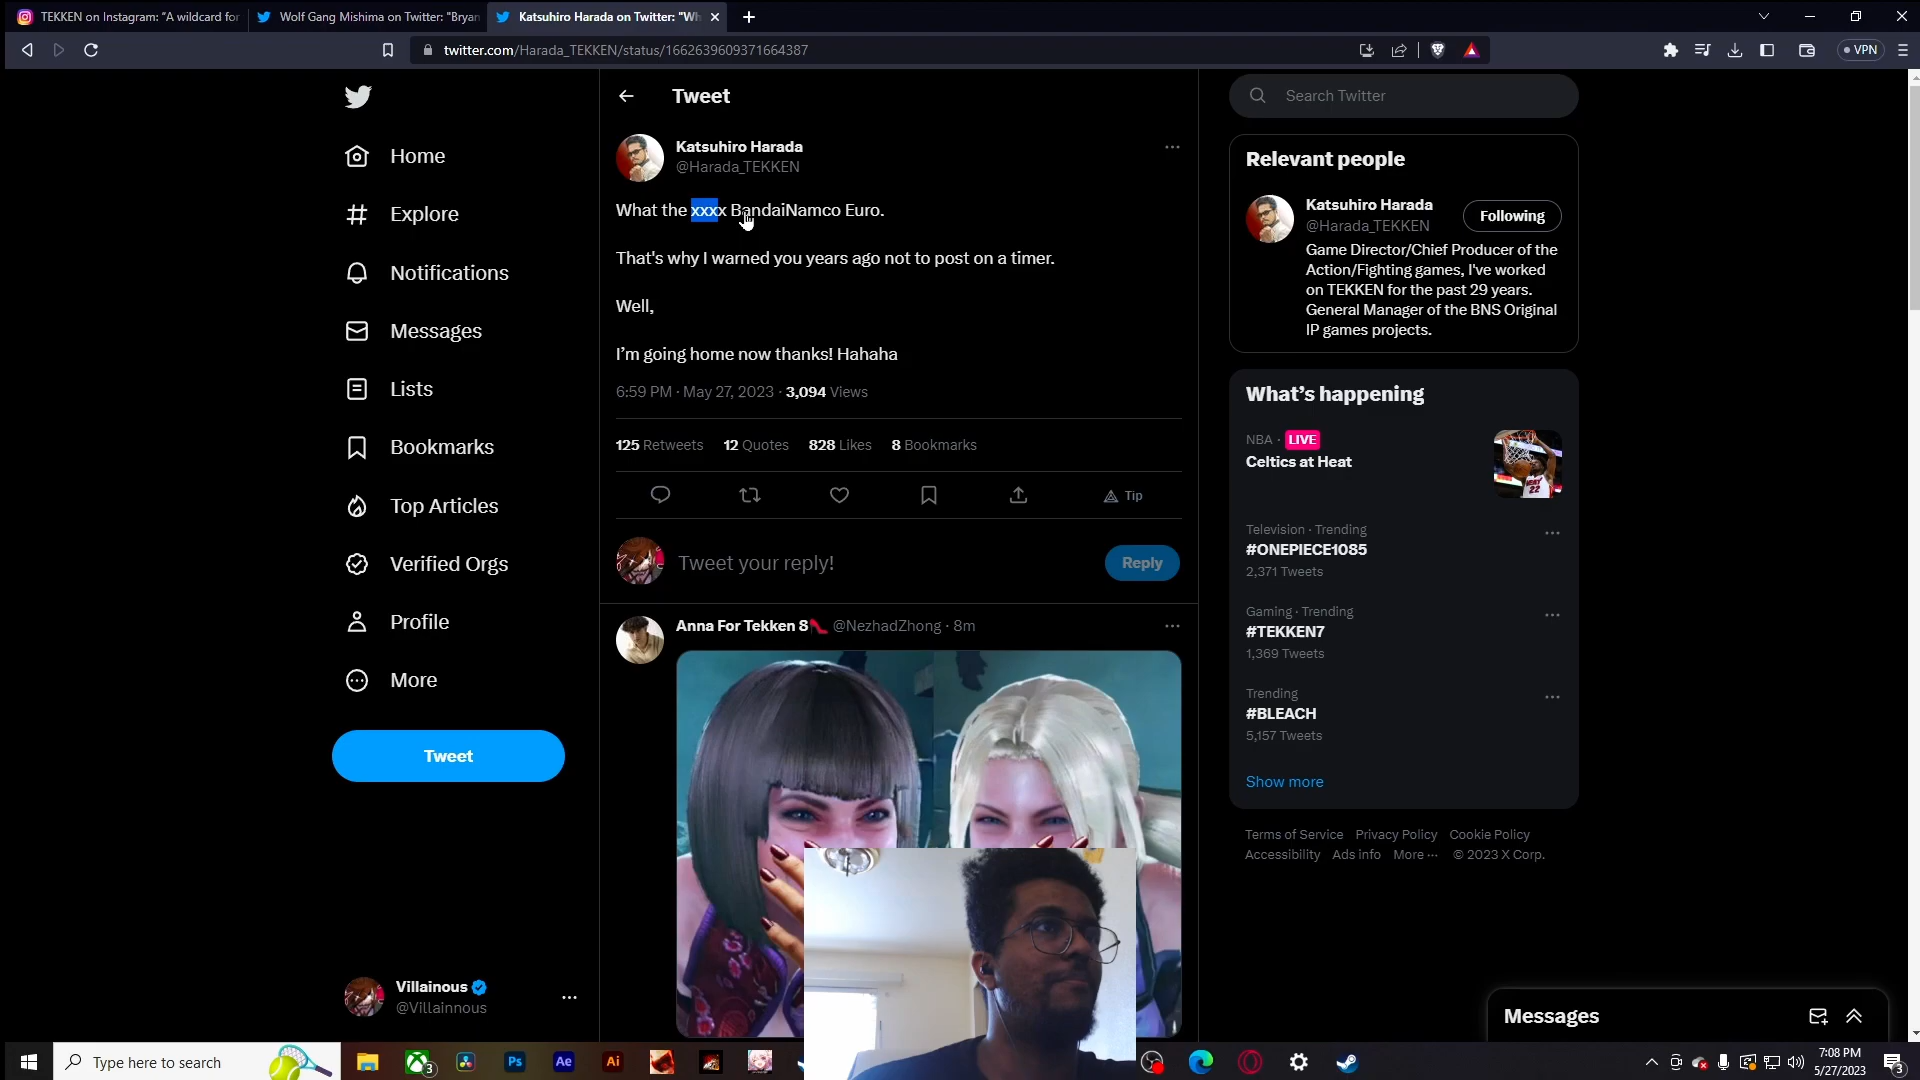 TEKKEN on Instagram: "A wildcard for
Wolf Gang Mishima on Twitter: "Bryan
Katsuhiro Harada on Twitter: "Wh
twitter.com/Harada_TEKKEN/status/1662639609371664387
VPN
Home
Explore
Notifications
Messages
Lists
Bookmarks
Top Articles
Verified Orgs
Profile
More
Tweet
Villainous
@Villainnous
Tweet
Katsuhiro Harada
@Harada_TEKKEN
What the xxxx BandaiNamco Euro.
That's why I warned you years ago not to post on a timer.
Well,
I'm going home now thanks! Hahaha
6:59 PM · May 27, 2023 · 3,094 Views
125 Retweets 12 Quotes 828 Likes 8 Bookmarks
Tip
Tweet your reply!
Reply
Anna For Tekken 8👠 @NezhadZhong · 8m
Search Twitter
Relevant people
Katsuhiro Harada
@Harada_TEKKEN
Following
Game Director/Chief Producer of the
Action/Fighting games, I've worked
on TEKKEN for the past 29 years.
General Manager of the BNS Original
IP games projects.
What's happening
NBA · LIVE
Celtics at Heat
Television · Trending
#ONEPIECE1085
2,371 Tweets
Gaming · Trending
#TEKKEN7
1,369 Tweets
Trending
#BLEACH
5,157 Tweets
Show more
Terms of Service Privacy Policy Cookie Policy
Accessibility Ads info More ··· © 2023 X Corp.
Messages
Type here to search
3
Ps
Ae
Ai
7:08 PM
5/27/2023
3